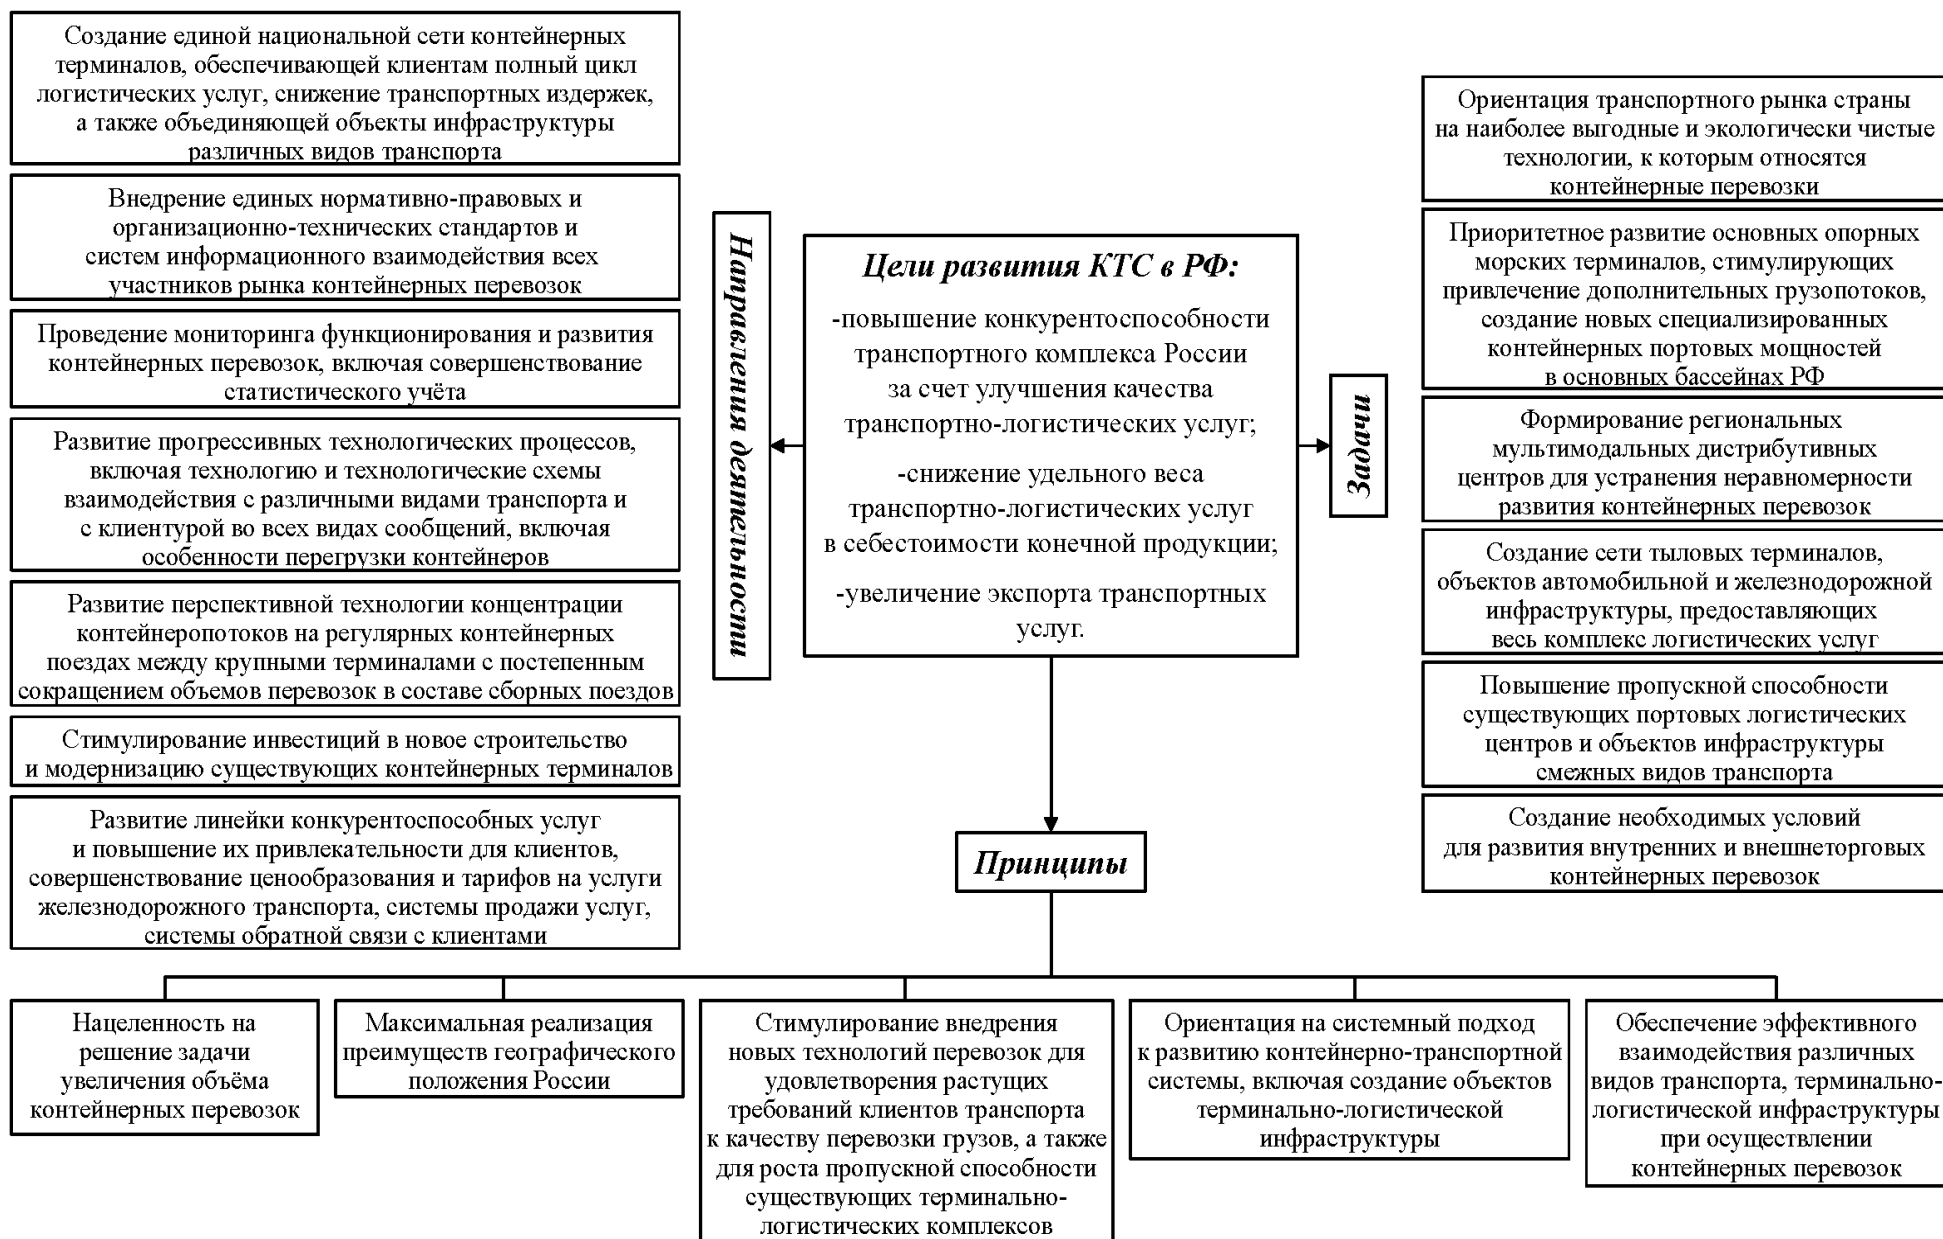 Создание единой национальной сети контейнерных
терминалов, обеспечивающей клиентам полный цикл
логистических услуг, снижение транспортных издержек,
а также объединяющей объекты инфраструктуры
различных видов транспорта
Внедрение единых нормативно-правовых и
организационно-технических стандартов и
систем информационного взаимодействия всех
участников рынка контейнерных перевозок
Проведение мониторинга функционирования и развития
контейнерных перевозок, включая совершенствование
статистического учёта
Развитие прогрессивных технологических процессов,
включая технологию и технологические схемы
взаимодействия с различными видами транспорта и
с клиентурой во всех видах сообщений, включая
особенности перегрузки контейнеров
Развитие перспективной технологии концентрации
контейнеропотоков на регулярных контейнерных
поездах между крупными терминалами с постепенным
сокращением объемов перевозок в составе сборных поездов
Стимулирование инвестиций в новое строительство
и модернизацию существующих контейнерных терминалов
Развитие линейки конкурентоспособных услуг
и повышение их привлекательности для клиентов,
совершенствование ценообразования и тарифов на услуги
железнодорожного транспорта, системы продажи услуг,
системы обратной связи с клиентами
Направления деятельности
Цели развития КТС в РФ:
-повышение конкурентоспособности
транспортного комплекса России
за счет улучшения качества
транспортно-логистических услуг;
-снижение удельного веса
транспортно-логистических услуг
в себестоимости конечной продукции;
-увеличение экспорта транспортных
услуг.
Задачи
Ориентация транспортного рынка страны
на наиболее выгодные и экологически чистые
технологии, к которым относятся
контейнерные перевозки
Приоритетное развитие основных опорных
морских терминалов, стимулирующих
привлечение дополнительных грузопотоков,
создание новых специализированных
контейнерных портовых мощностей
в основных бассейнах РФ
Формирование региональных
мультимодальных дистрибутивных
центров для устранения неравномерности
развития контейнерных перевозок
Создание сети тыловых терминалов,
объектов автомобильной и железнодорожной
инфраструктуры, предоставляющих
весь комплекс логистических услуг
Повышение пропускной способности
существующих портовых логистических
центров и объектов инфраструктуры
смежных видов транспорта
Создание необходимых условий
для развития внутренних и внешнеторговых
контейнерных перевозок
Принципы
Нацеленность на
решение задачи
увеличения объёма
контейнерных перевозок
Максимальная реализация
преимуществ географического
положения России
Стимулирование внедрения
новых технологий перевозок для
удовлетворения растущих
требований клиентов транспорта
к качеству перевозки грузов, а также
для роста пропускной способности
существующих терминально-
логистических комплексов
Ориентация на системный подход
к развитию контейнерно-транспортной
системы, включая создание объектов
терминально-логистической
инфраструктуры
Обеспечение эффективного
взаимодействия различных
видов транспорта, терминально-
логистической инфраструктуры
при осуществлении
контейнерных перевозок